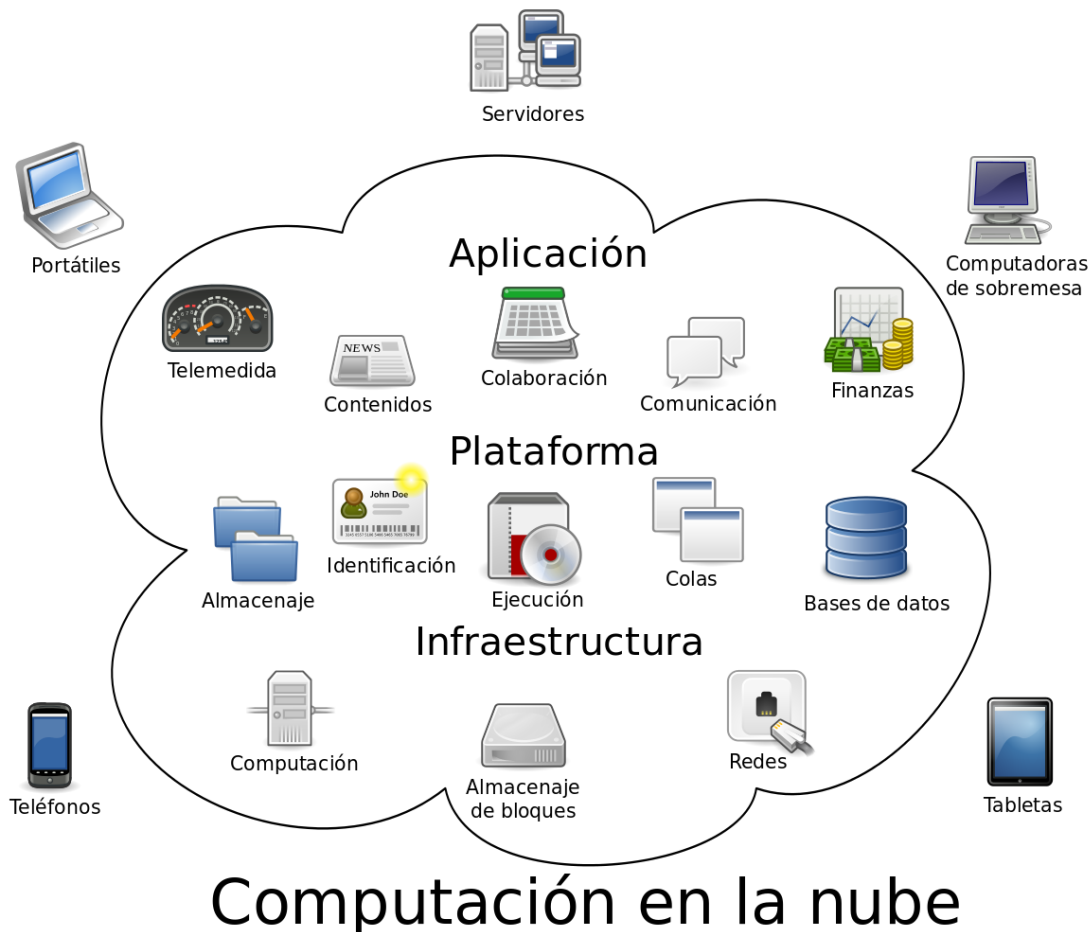 Servidores
Portátiles
Computadoras
de sobremesa
Aplicación
Telemedida
NEWS
Contenidos
Colaboración
Comunicación
Finanzas
Plataforma
Almacenaje
John Doe
Identificación
Ejecución
Colas
Bases de datos
Infraestructura
Computación
Almacenaje
de bloques
Redes
Teléfonos
Tabletas
Computación en la nube